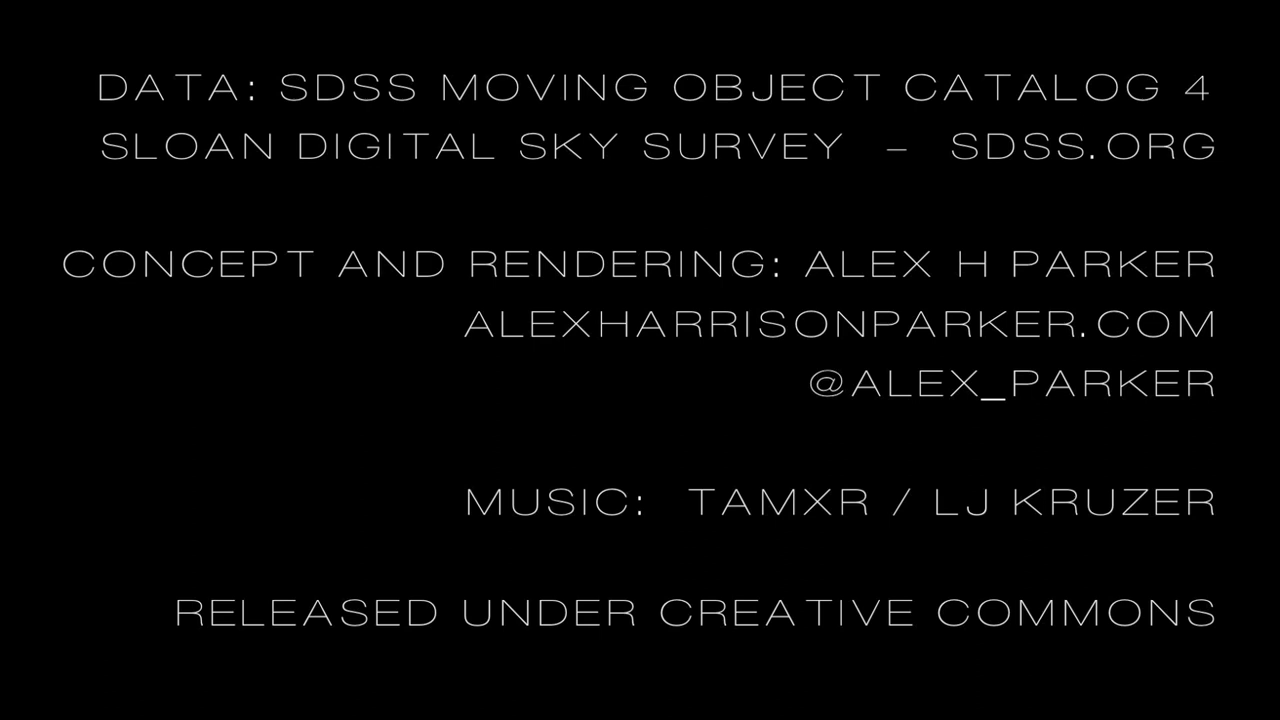 DATA: SDSS MOVING OBJECT CATALOG 4
SLOAN DIGITAL SKY SURVEY – SDSS.ORG
CONCEPT AND RENDERING: ALEX H PARKER
ALEXHARRISONPARKER.COM
@ALEX_PARKER
MUSIC: TAMXR / LJ KRUZER
RELEASED UNDER CREATIVE COMMONS